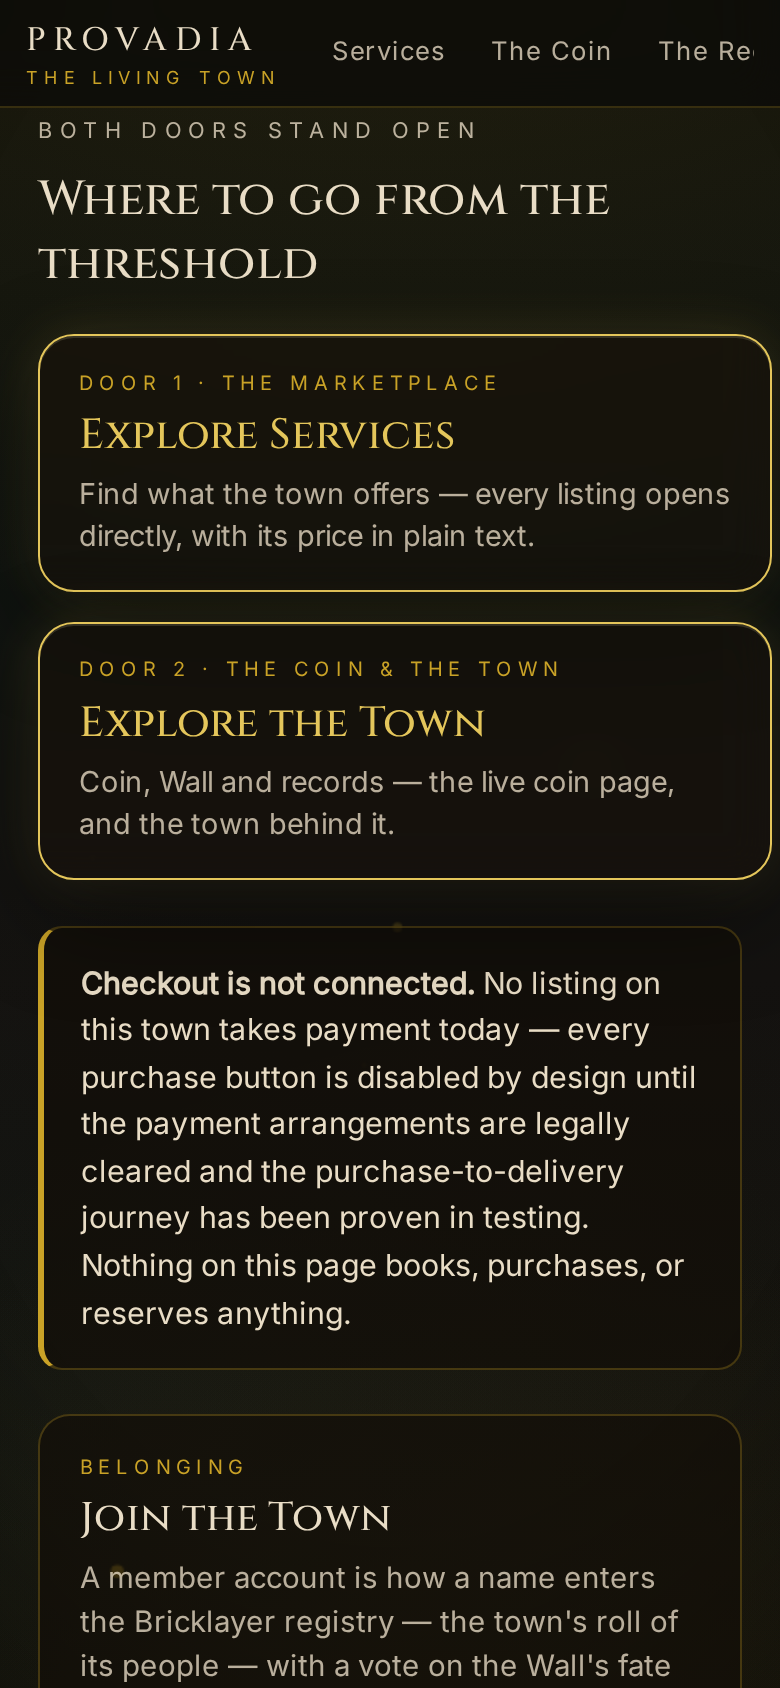 PROVADIA
THE LIVING TOWN
Services The Coin The Re
BOTH DOORS STAND OPEN
Where to go from the
threshold
DOOR 1 · THE MARKETPLACE
Explore Services
Find what the town offers — every listing opens
directly, with its price in plain text.
DOOR 2 · THE COIN & THE TOWN
Explore the Town
Coin, Wall and records — the live coin page,
and the town behind it.
Checkout is not connected. No listing on
this town takes payment today — every
purchase button is disabled by design until
the payment arrangements are legally
cleared and the purchase-to-delivery
journey has been proven in testing.
Nothing on this page books, purchases, or
reserves anything.
BELONGING
Join the Town
A member account is how a name enters
the Bricklayer registry — the town's roll of
its people — with a vote on the Wall's fate